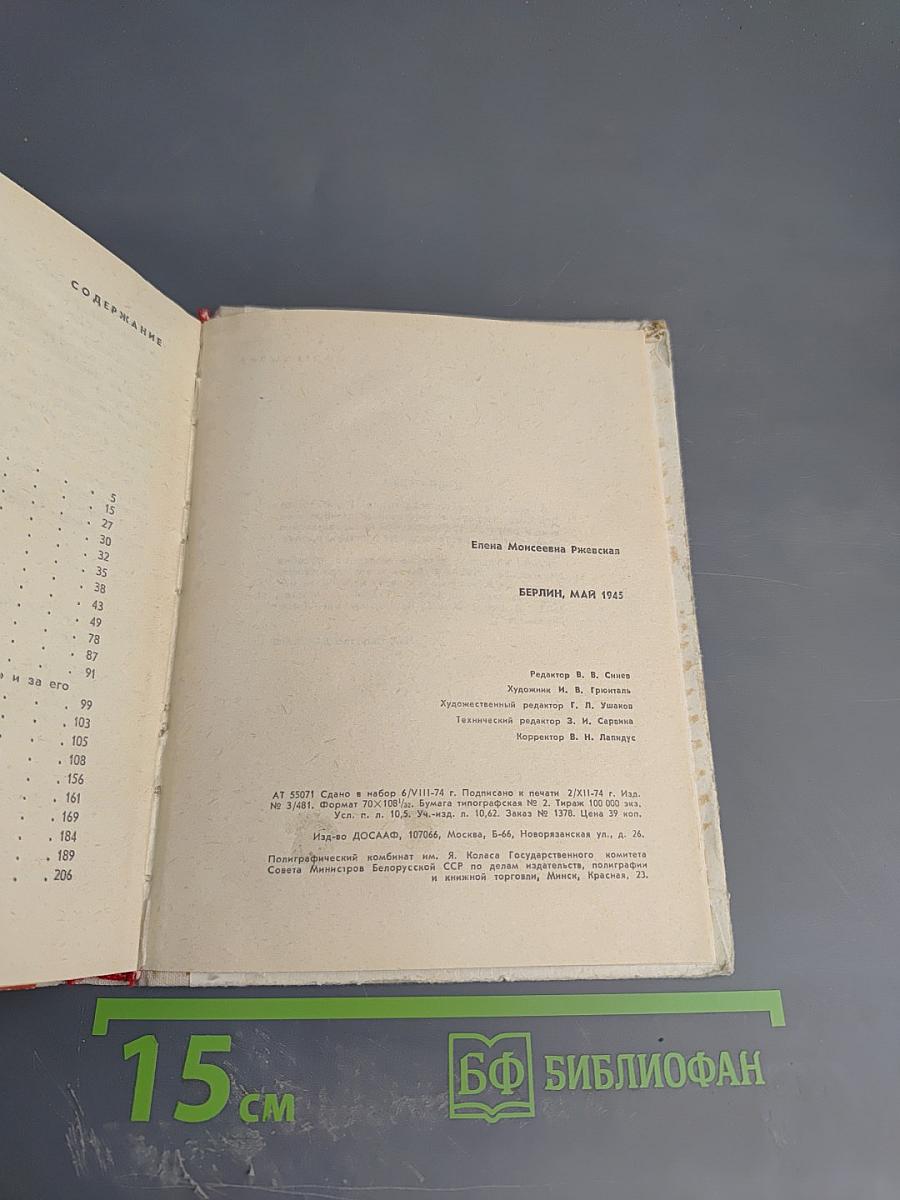 СОДЕРЖАНИЕ
5
15
27
30
32
35
38
43
49
78
87
91
и за его
99
103
105
108
156
161
169
184
189
206
Елена Моисеевна Ржевская
БЕРЛИН, МАЙ 1945
Редактор В. В. Синев
Художник И. В. Грюнталь
Художественный редактор Г. Л. Ушаков
Технический редактор З. И. Сарвина
Корректор В. Н. Лапидус
АТ 55071 Сдано в набор 6/VIII-74 г. Подписано к печати 2/XII-74 г. Изд.
№ 3/481. Формат 70×108¹/₃₂. Бумага типографская № 2. Тираж 100 000 экз.
Усл. п. л. 10,5. Уч.-изд. л. 10,62. Заказ № 1378. Цена 39 коп.
Изд-во ДОСААФ, 107066, Москва, Б-66, Новорязанская ул., д. 26.
Полиграфический комбинат им. Я. Коласа Государственного комитета
Совета Министров Белорусской ССР по делам издательств, полиграфии
и книжной торговли, Минск, Красная, 23.
15 см
БФ БИБЛИОФАН